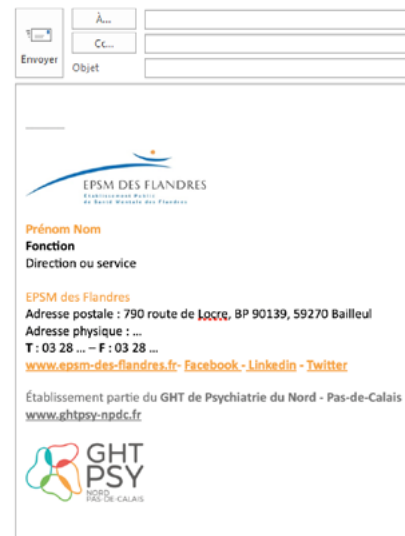 À...
Cc...
Envoyer
Objet
EPSM DES FLANDRES
Établissement Public
de Santé Mentale des Flandres
Prénom Nom
Fonction
Direction ou service
EPSM des Flandres
Adresse postale : 790 route de Locre, BP 90139, 59270 Bailleul
Adresse physique : ...
T : 03 28 ... – F : 03 28 ...
www.epsm-des-flandres.fr- Facebook - Linkedin - Twitter
Établissement partie du GHT de Psychiatrie du Nord - Pas-de-Calais
www.ghtpsy-npdc.fr
GHT
PSY
NORD
PAS-DE-CALAIS